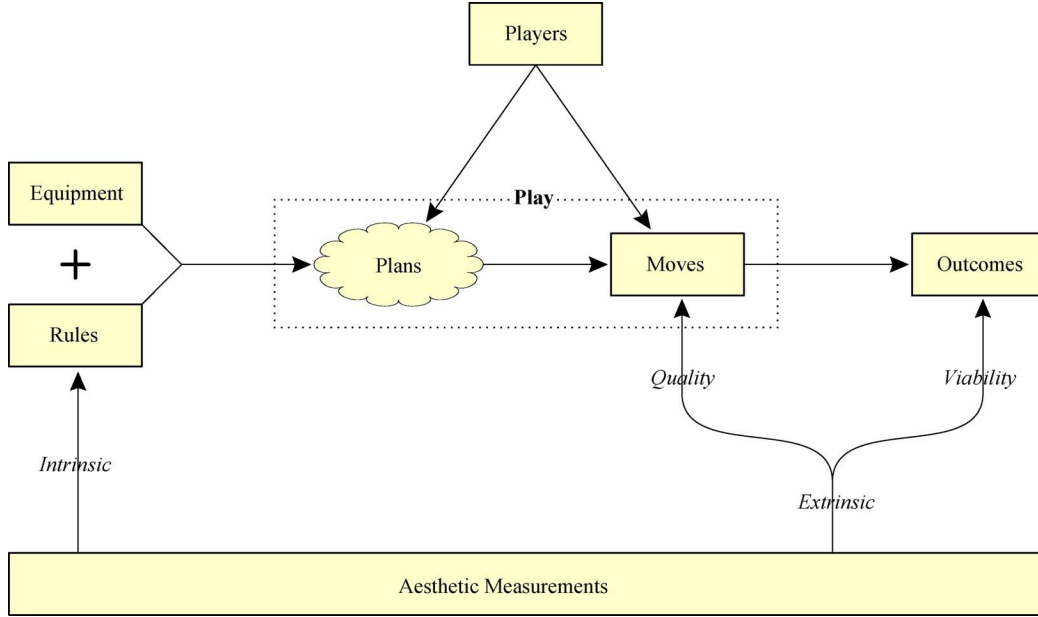 Players
Equipment
Play
+
Plans
Moves
Outcomes
Rules
Quality
Viability
Intrinsic
Extrinsic
Aesthetic Measurements